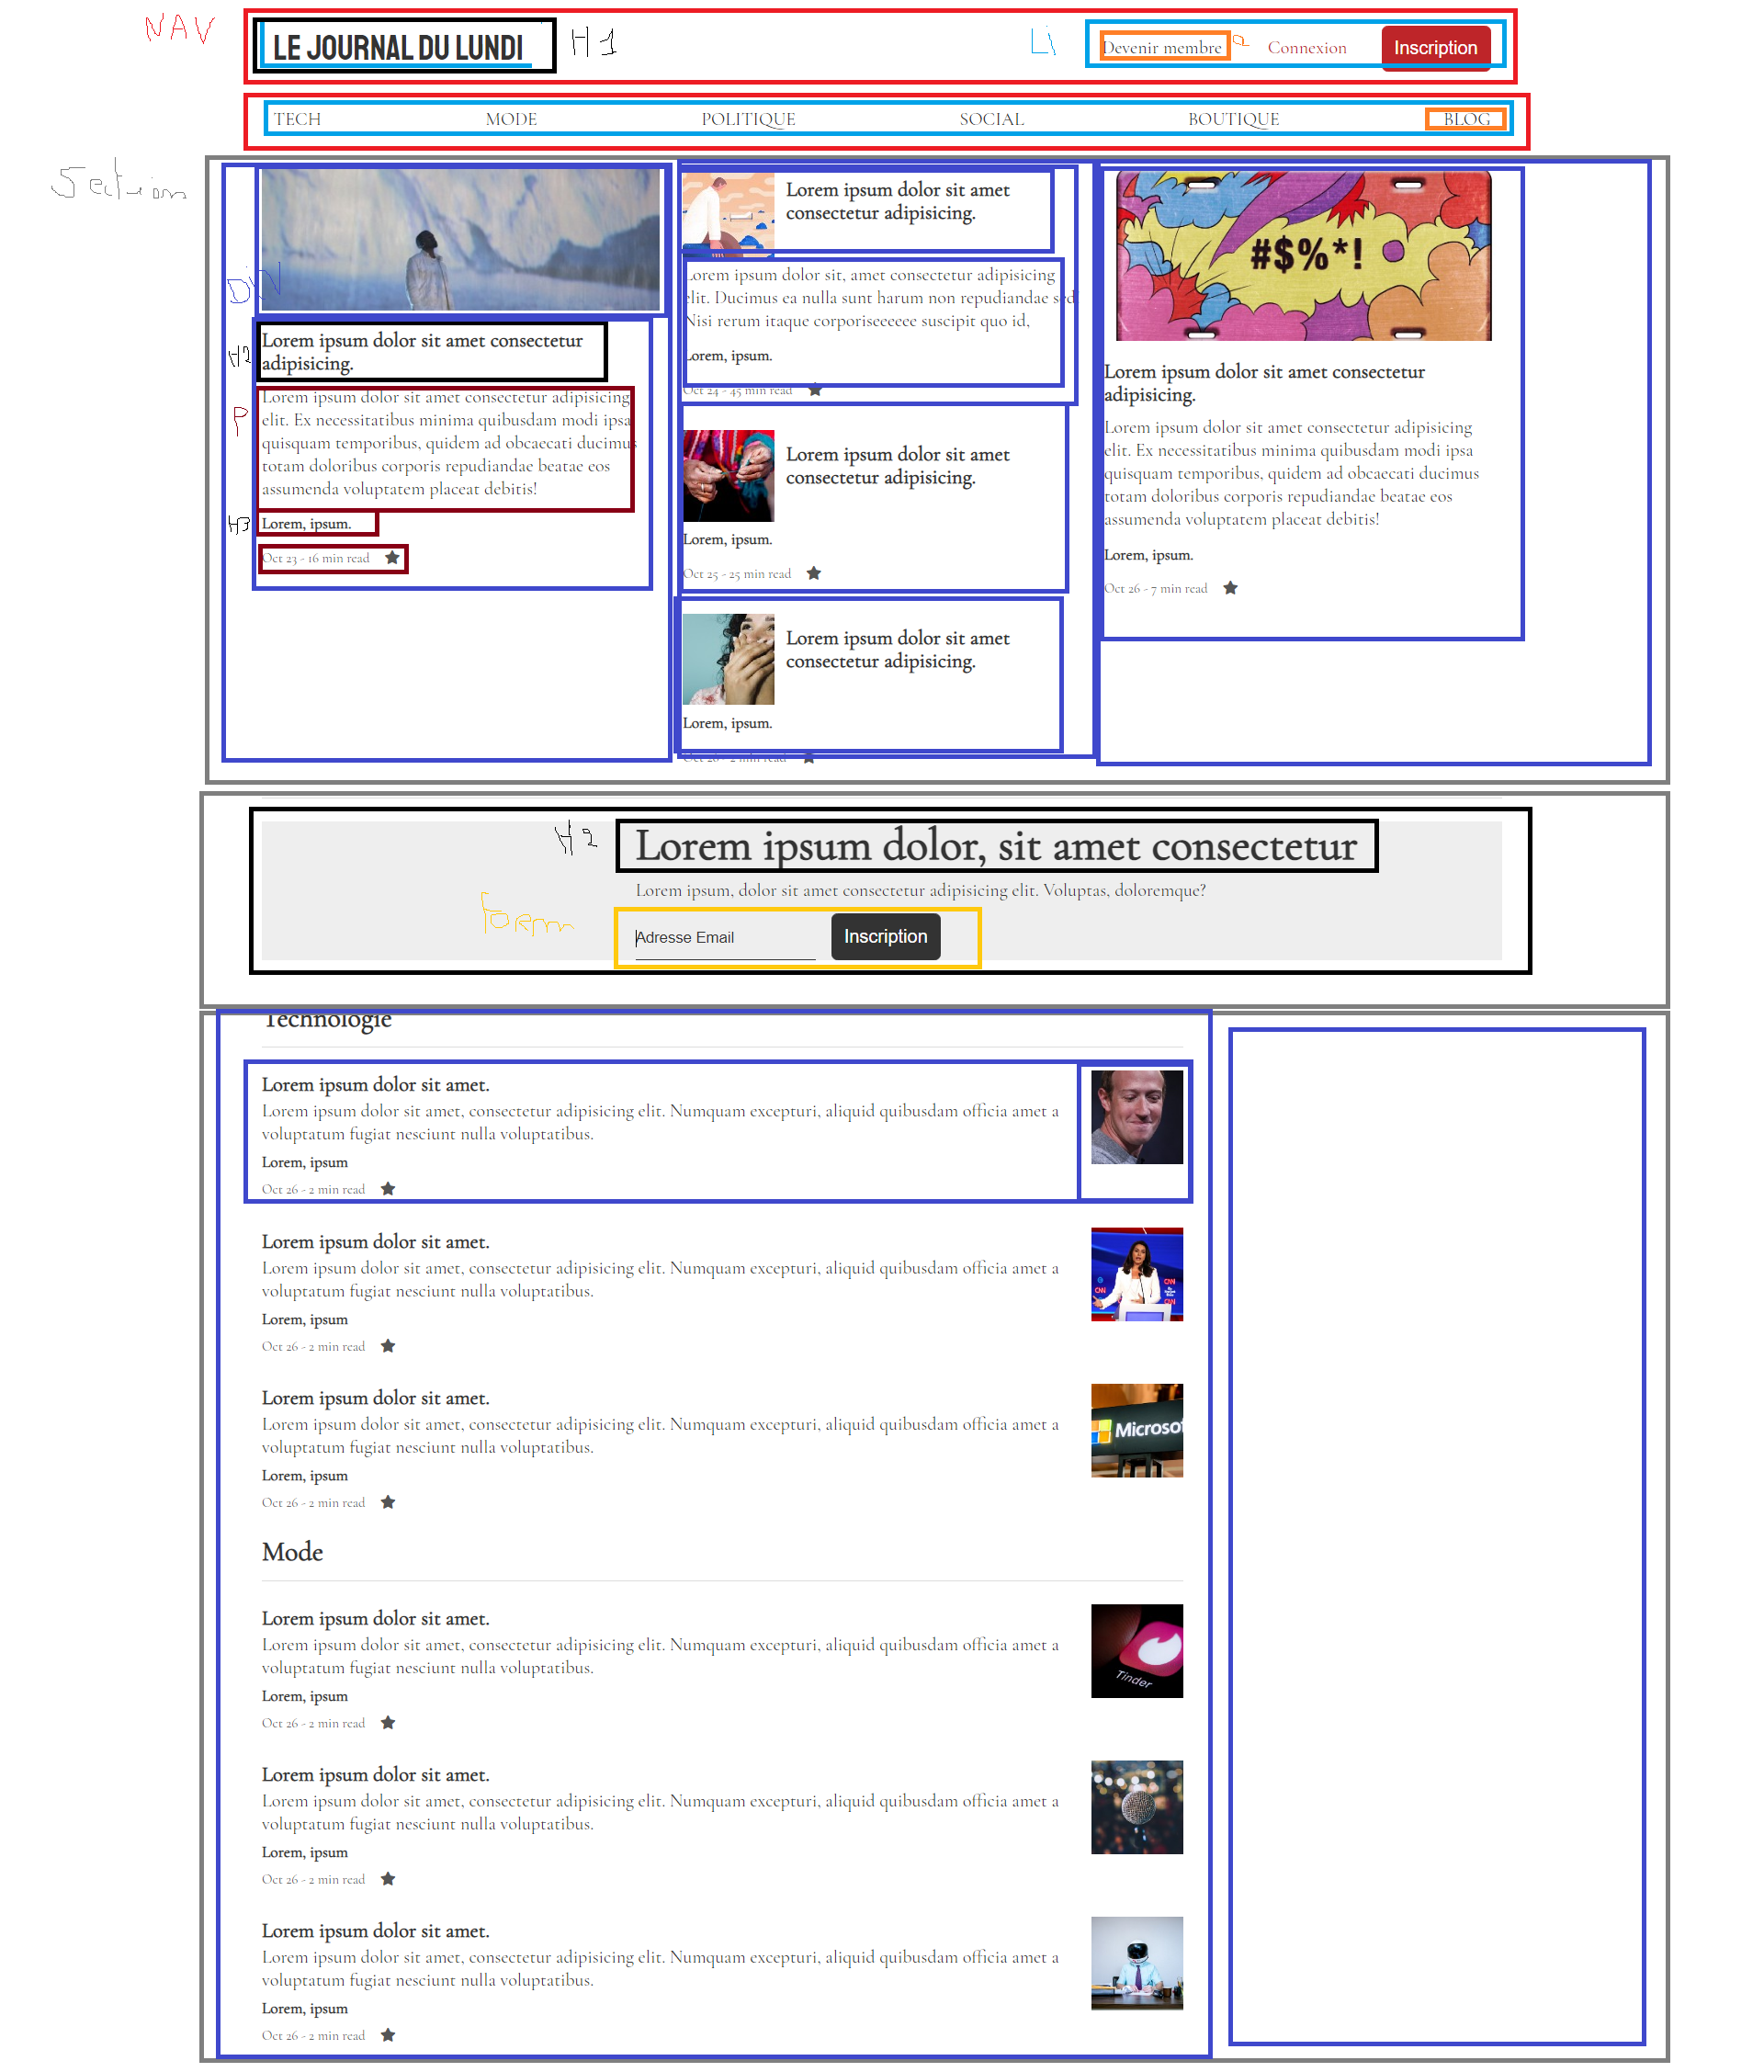 NAV
LE JOURNAL DU LUNDI
H1
Li
Devenir membre
a
Connexion
Inscription
TECH
MODE
POLITIQUE
SOCIAL
BOUTIQUE
BLOG
Section
Div
H2
Lorem ipsum dolor sit amet consectetur
adipisicing.
P
Lorem ipsum dolor sit amet consectetur adipisicing
elit. Ex necessitatibus minima quibusdam modi ipsa
quisquam temporibus, quidem ad obcaecati ducimus
totam doloribus corporis repudiandae beatae eos
assumenda voluptatem placeat debitis!
H3
Lorem, ipsum.
Oct 23 - 16 min read
Lorem ipsum dolor sit amet
consectetur adipisicing.
Lorem ipsum dolor sit, amet consectetur adipisicing
elit. Ducimus ea nulla sunt harum non repudiandae sed
Nisi rerum itaque corporiseeeeee suscipit quo id,
Lorem, ipsum.
Oct 24 - 45 min read
Lorem ipsum dolor sit amet
consectetur adipisicing.
Lorem, ipsum.
Oct 25 - 25 min read
Lorem ipsum dolor sit amet
consectetur adipisicing.
Lorem, ipsum.
Oct 26 - 2 min read
#$%*!
Lorem ipsum dolor sit amet consectetur
adipisicing.
Lorem ipsum dolor sit amet consectetur adipisicing
elit. Ex necessitatibus minima quibusdam modi ipsa
quisquam temporibus, quidem ad obcaecati ducimus
totam doloribus corporis repudiandae beatae eos
assumenda voluptatem placeat debitis!
Lorem, ipsum.
Oct 26 - 7 min read
H2
Lorem ipsum dolor, sit amet consectetur
Lorem ipsum, dolor sit amet consectetur adipisicing elit. Voluptas, doloremque?
Form
Adresse Email
Inscription
Technologie
Lorem ipsum dolor sit amet.
Lorem ipsum dolor sit amet, consectetur adipisicing elit. Numquam excepturi, aliquid quibusdam officia amet a
voluptatum fugiat nesciunt nulla voluptatibus.
Lorem, ipsum
Oct 26 - 2 min read
Lorem ipsum dolor sit amet.
Lorem ipsum dolor sit amet, consectetur adipisicing elit. Numquam excepturi, aliquid quibusdam officia amet a
voluptatum fugiat nesciunt nulla voluptatibus.
Lorem, ipsum
Oct 26 - 2 min read
CNN
CNN
CNN
Lorem ipsum dolor sit amet.
Lorem ipsum dolor sit amet, consectetur adipisicing elit. Numquam excepturi, aliquid quibusdam officia amet a
voluptatum fugiat nesciunt nulla voluptatibus.
Lorem, ipsum
Oct 26 - 2 min read
Microso
Mode
Lorem ipsum dolor sit amet.
Lorem ipsum dolor sit amet, consectetur adipisicing elit. Numquam excepturi, aliquid quibusdam officia amet a
voluptatum fugiat nesciunt nulla voluptatibus.
Lorem, ipsum
Oct 26 - 2 min read
Tinder
Lorem ipsum dolor sit amet.
Lorem ipsum dolor sit amet, consectetur adipisicing elit. Numquam excepturi, aliquid quibusdam officia amet a
voluptatum fugiat nesciunt nulla voluptatibus.
Lorem, ipsum
Oct 26 - 2 min read
Lorem ipsum dolor sit amet.
Lorem ipsum dolor sit amet, consectetur adipisicing elit. Numquam excepturi, aliquid quibusdam officia amet a
voluptatum fugiat nesciunt nulla voluptatibus.
Lorem, ipsum
Oct 26 - 2 min read